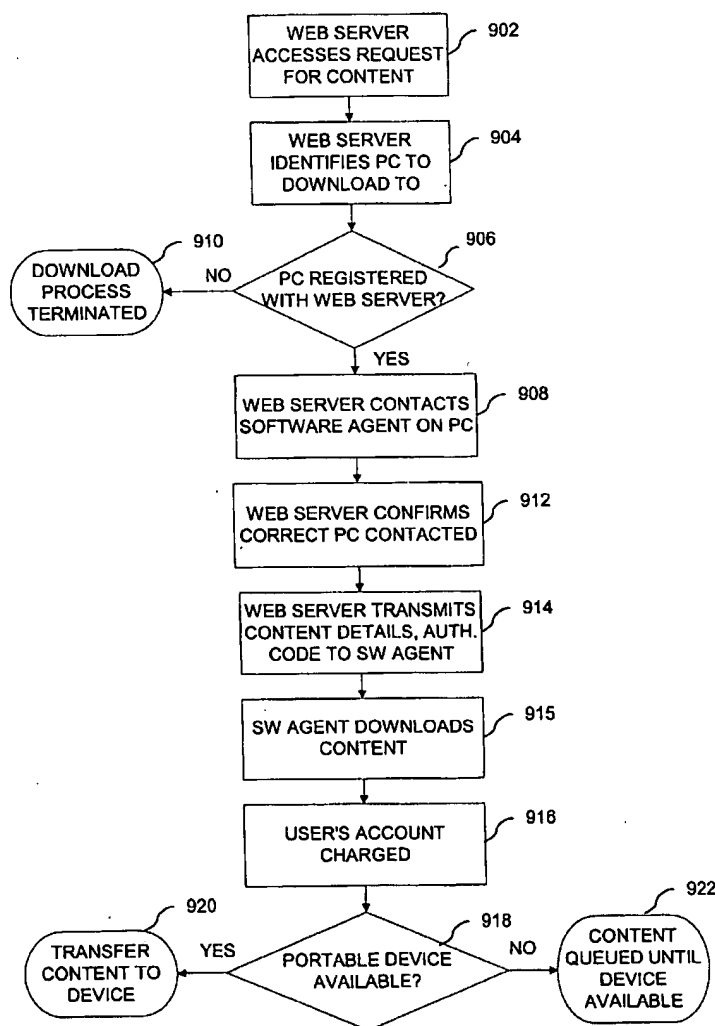 WEB SERVER
ACCESSES REQUEST
FOR CONTENT
902
WEB SERVER
IDENTIFIES PC TO
DOWNLOAD TO
904
910
DOWNLOAD
PROCESS
TERMINATED
NO
PC REGISTERED
WITH WEB SERVER?
906
YES
WEB SERVER CONTACTS
SOFTWARE AGENT ON PC
908
WEB SERVER CONFIRMS
CORRECT PC CONTACTED
912
WEB SERVER TRANSMITS
CONTENT DETAILS, AUTH.
CODE TO SW AGENT
914
SW AGENT DOWNLOADS
CONTENT
915
USER'S ACCOUNT
CHARGED
916
920
TRANSFER
CONTENT TO
DEVICE
YES
PORTABLE DEVICE
AVAILABLE?
918
NO
922
CONTENT
QUEUED UNTIL
DEVICE
AVAILABLE